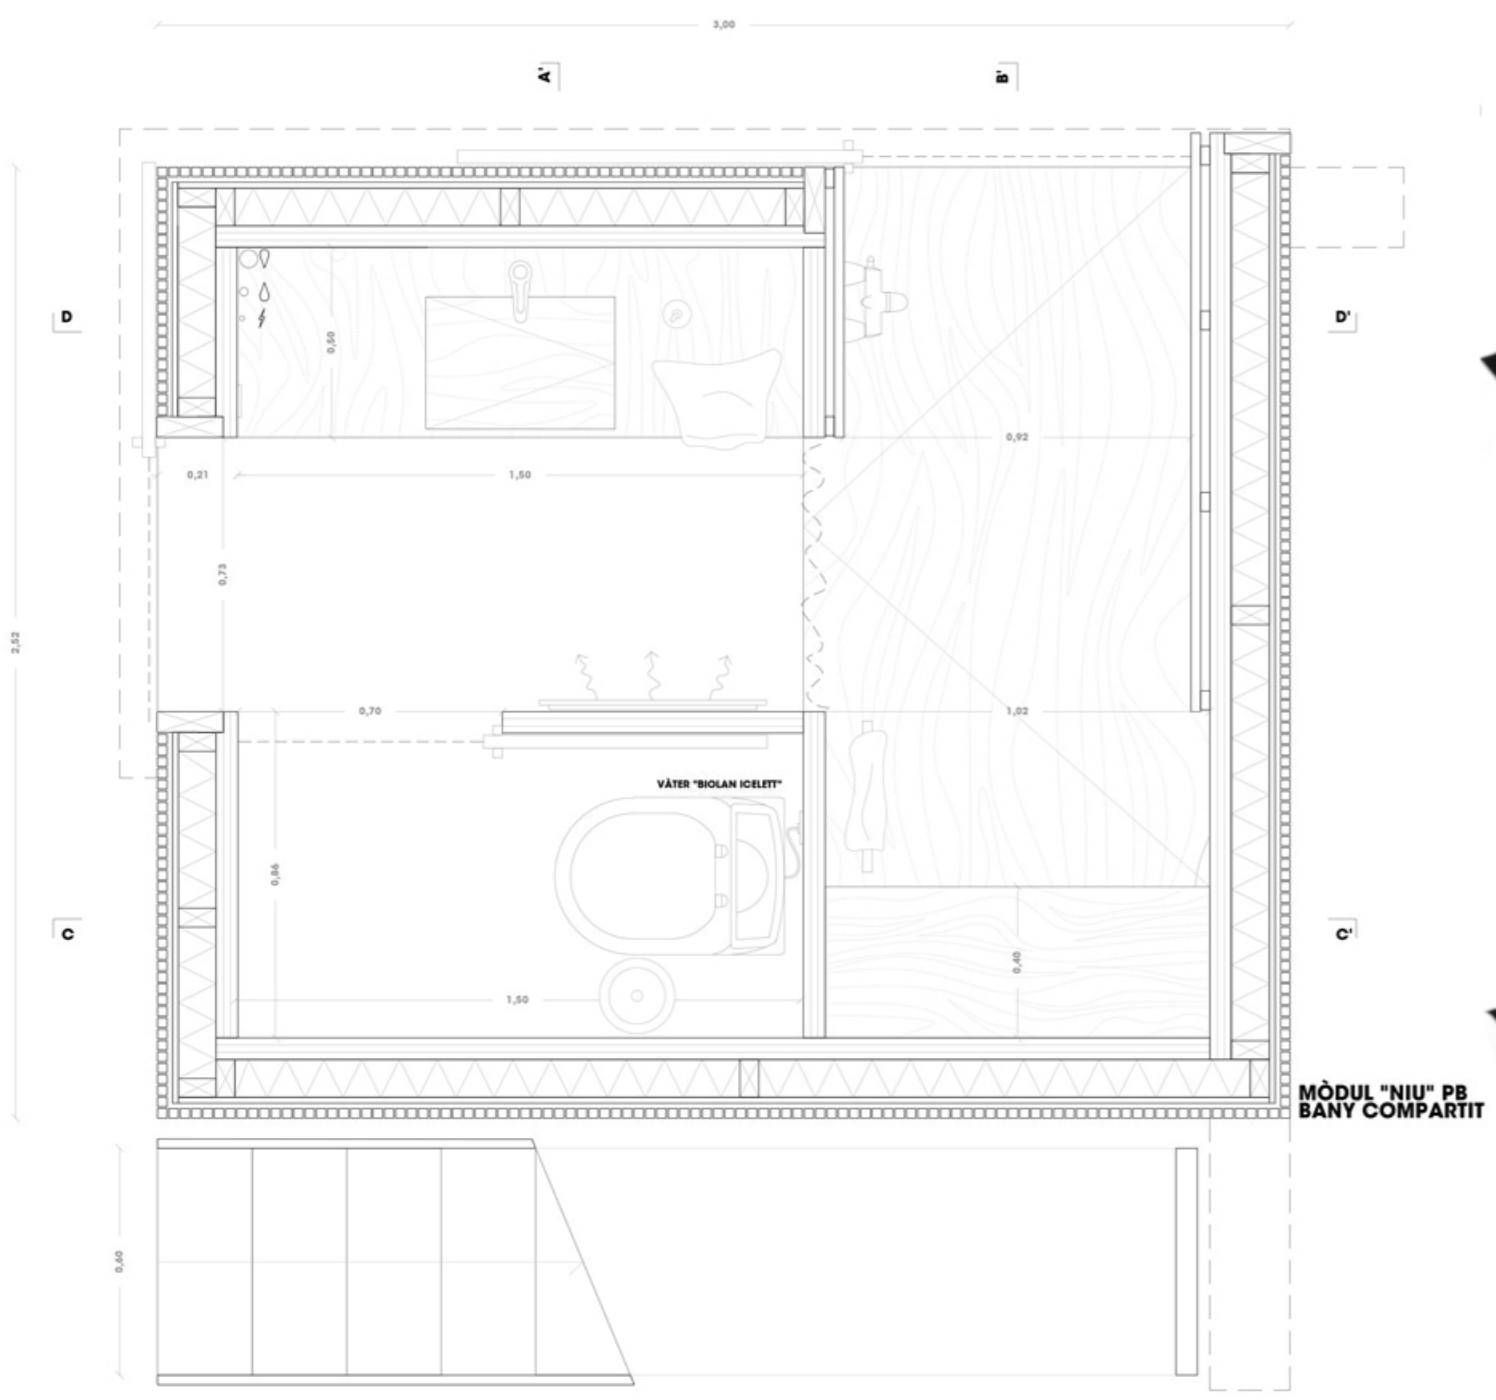 3,00
A'
B'
D
D'
0,50
0,92
0,21
1,50
0,73
2,52
0,70
1,02
VÀTER "BIOLAN ICELETT"
0,86
C
C'
0,40
1,50
MÒDUL "NIU" PB
BANY COMPARTIT
0,60